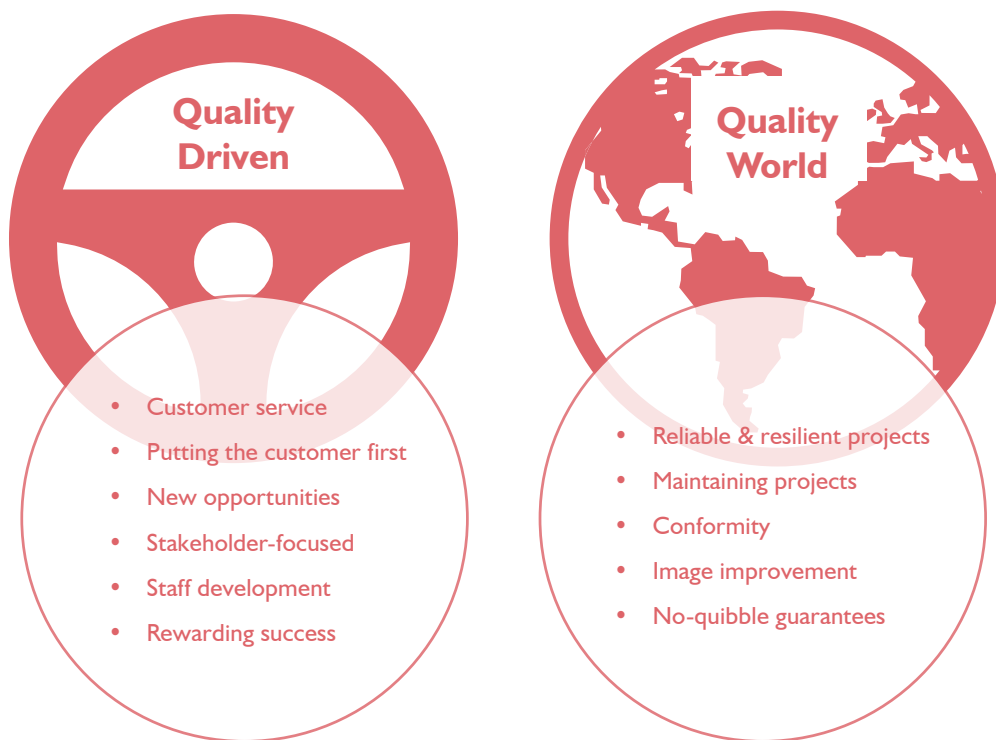 Quality
Driven
• Customer service
• Putting the customer first
• New opportunities
• Stakeholder-focused
• Staff development
• Rewarding success
Quality
World
• Reliable & resilient projects
• Maintaining projects
• Conformity
• Image improvement
• No-quibble guarantees